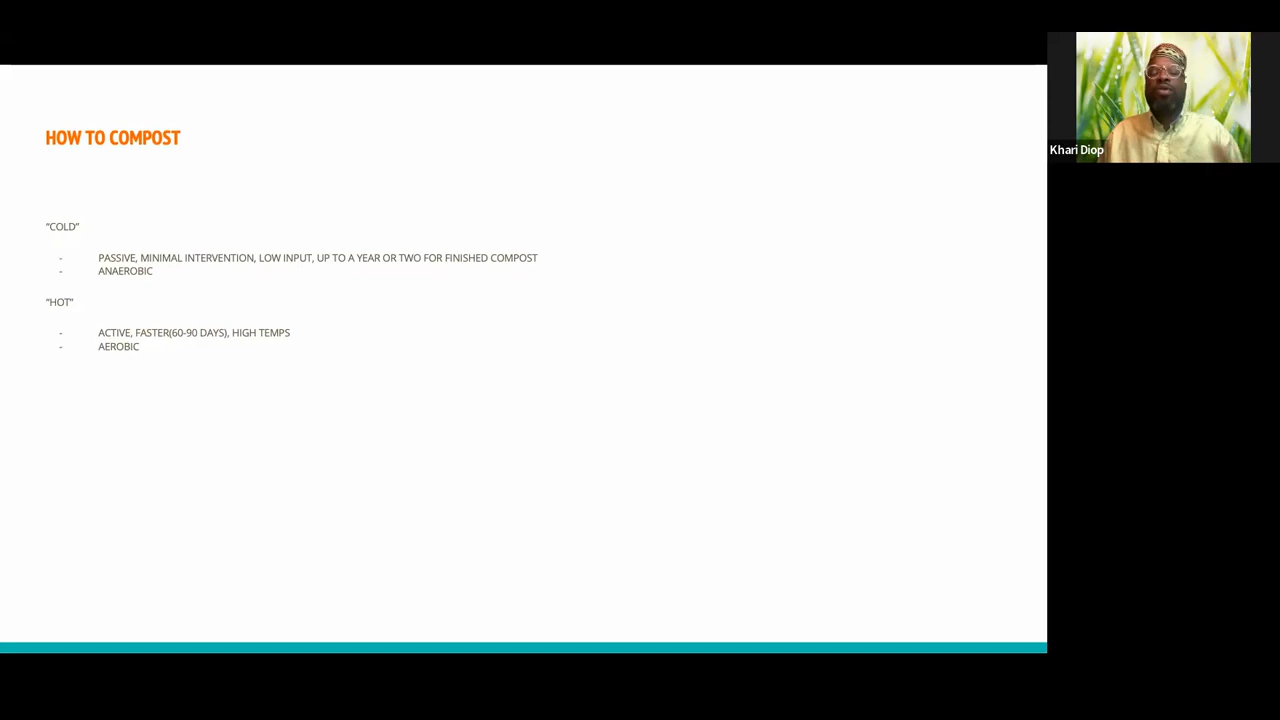 HOW TO COMPOST
“COLD”
- PASSIVE, MINIMAL INTERVENTION, LOW INPUT, UP TO A YEAR OR TWO FOR FINISHED COMPOST
- ANAEROBIC
“HOT”
- ACTIVE, FASTER(60-90 DAYS), HIGH TEMPS
- AEROBIC
Khari Diop